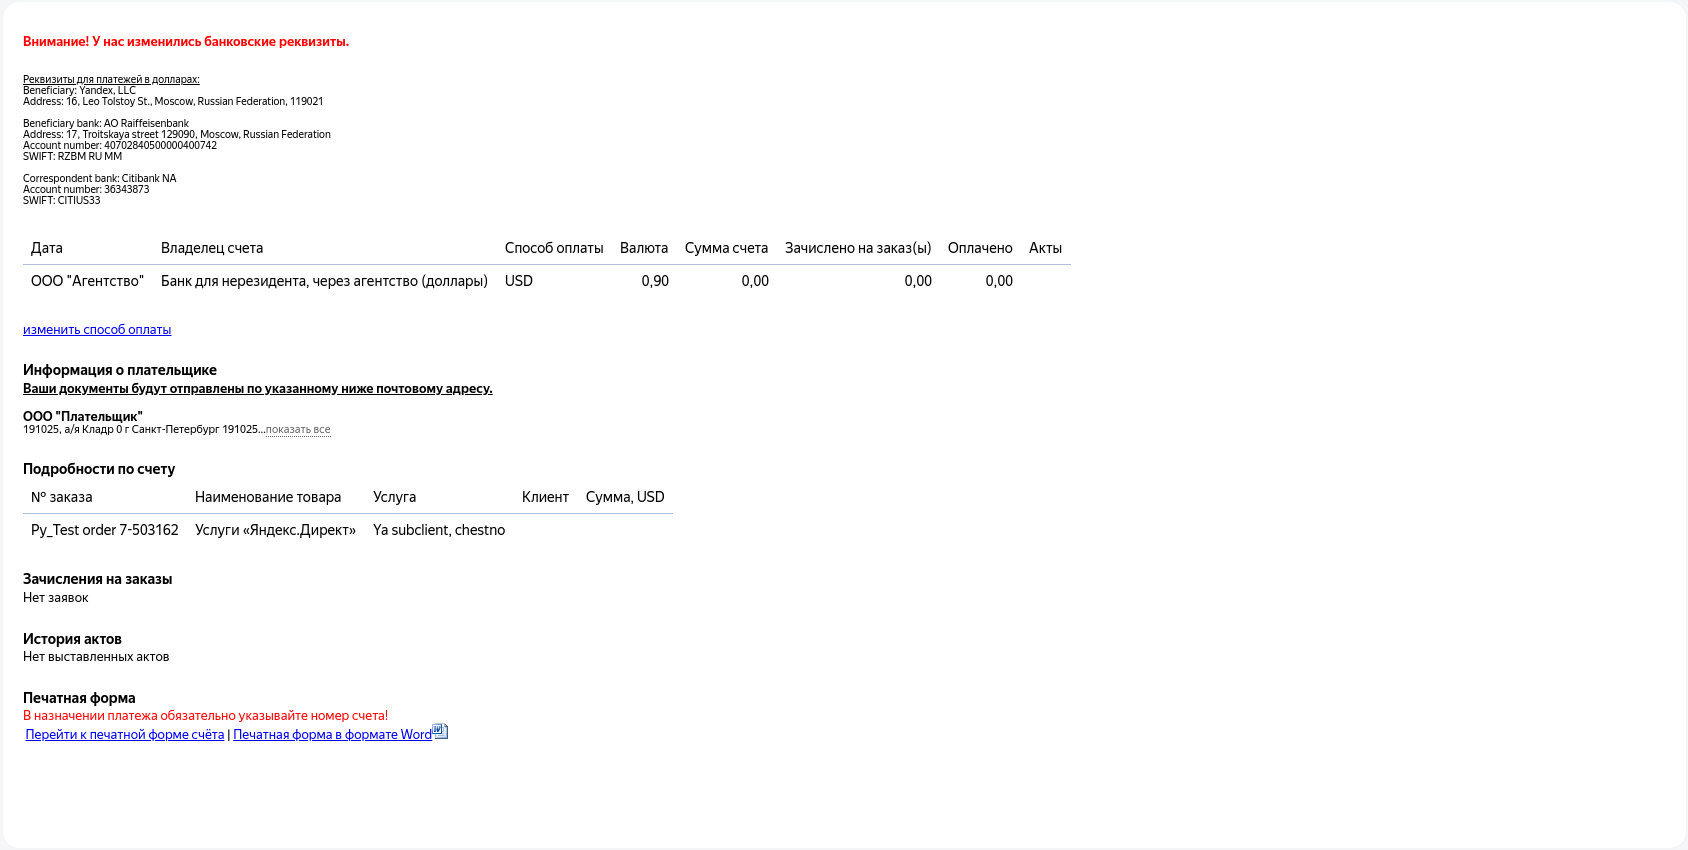 Внимание! У нас изменились банковские реквизиты.
Реквизиты для платежей в долларах:
Beneficiary: Yandex, LLC
Address: 16, Leo Tolstoy St., Moscow, Russian Federation, 119021
Beneficiary bank: AO Raiffeisenbank
Address: 17, Troitskaya street 129090, Moscow, Russian Federation
Account number: 40702840500000400742
SWIFT: RZBM RU MM
Correspondent bank: Citibank NA
Account number: 36343873
SWIFT: CITIUS33
Дата Владелец счета Способ оплаты Валюта Сумма счета Зачислено на заказ(ы) Оплачено Акты
ООО "Агентство" Банк для нерезидента, через агентство (доллары) USD 0,90 0,00 0,00 0,00
изменить способ оплаты
Информация о плательщике
Ваши документы будут отправлены по указанному ниже почтовому адресу.
ООО "Плательщик"
191025, а/я Кладр 0 г Санкт-Петербург 191025...показать все
Подробности по счету
№ заказа Наименование товара Услуга Клиент Сумма, USD
Py_Test order 7-503162 Услуги «Яндекс.Директ» Ya subclient, chestno
Зачисления на заказы
Нет заявок
История актов
Нет выставленных актов
Печатная форма
В назначении платежа обязательно указывайте номер счета!
Перейти к печатной форме счёта | Печатная форма в формате Word